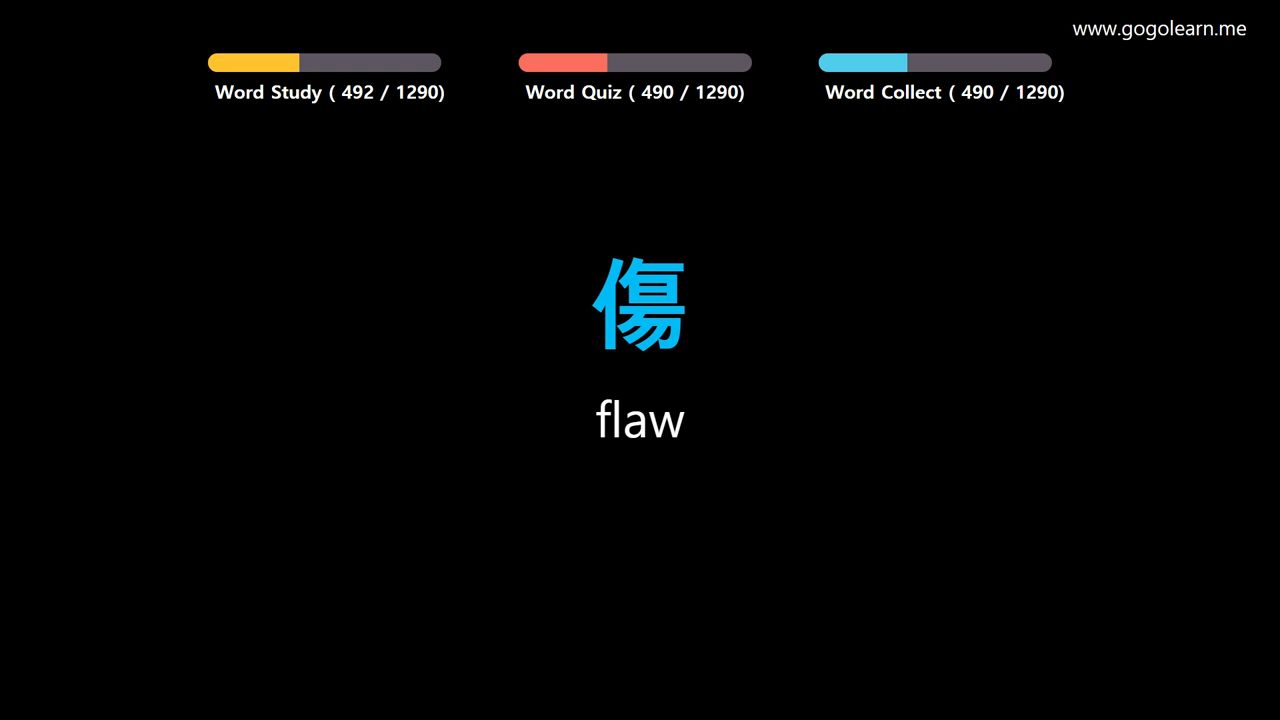 www.gogolearn.me
Word Study ( 492 / 1290)
Word Quiz ( 490 / 1290)
Word Collect ( 490 / 1290)
傷
flaw